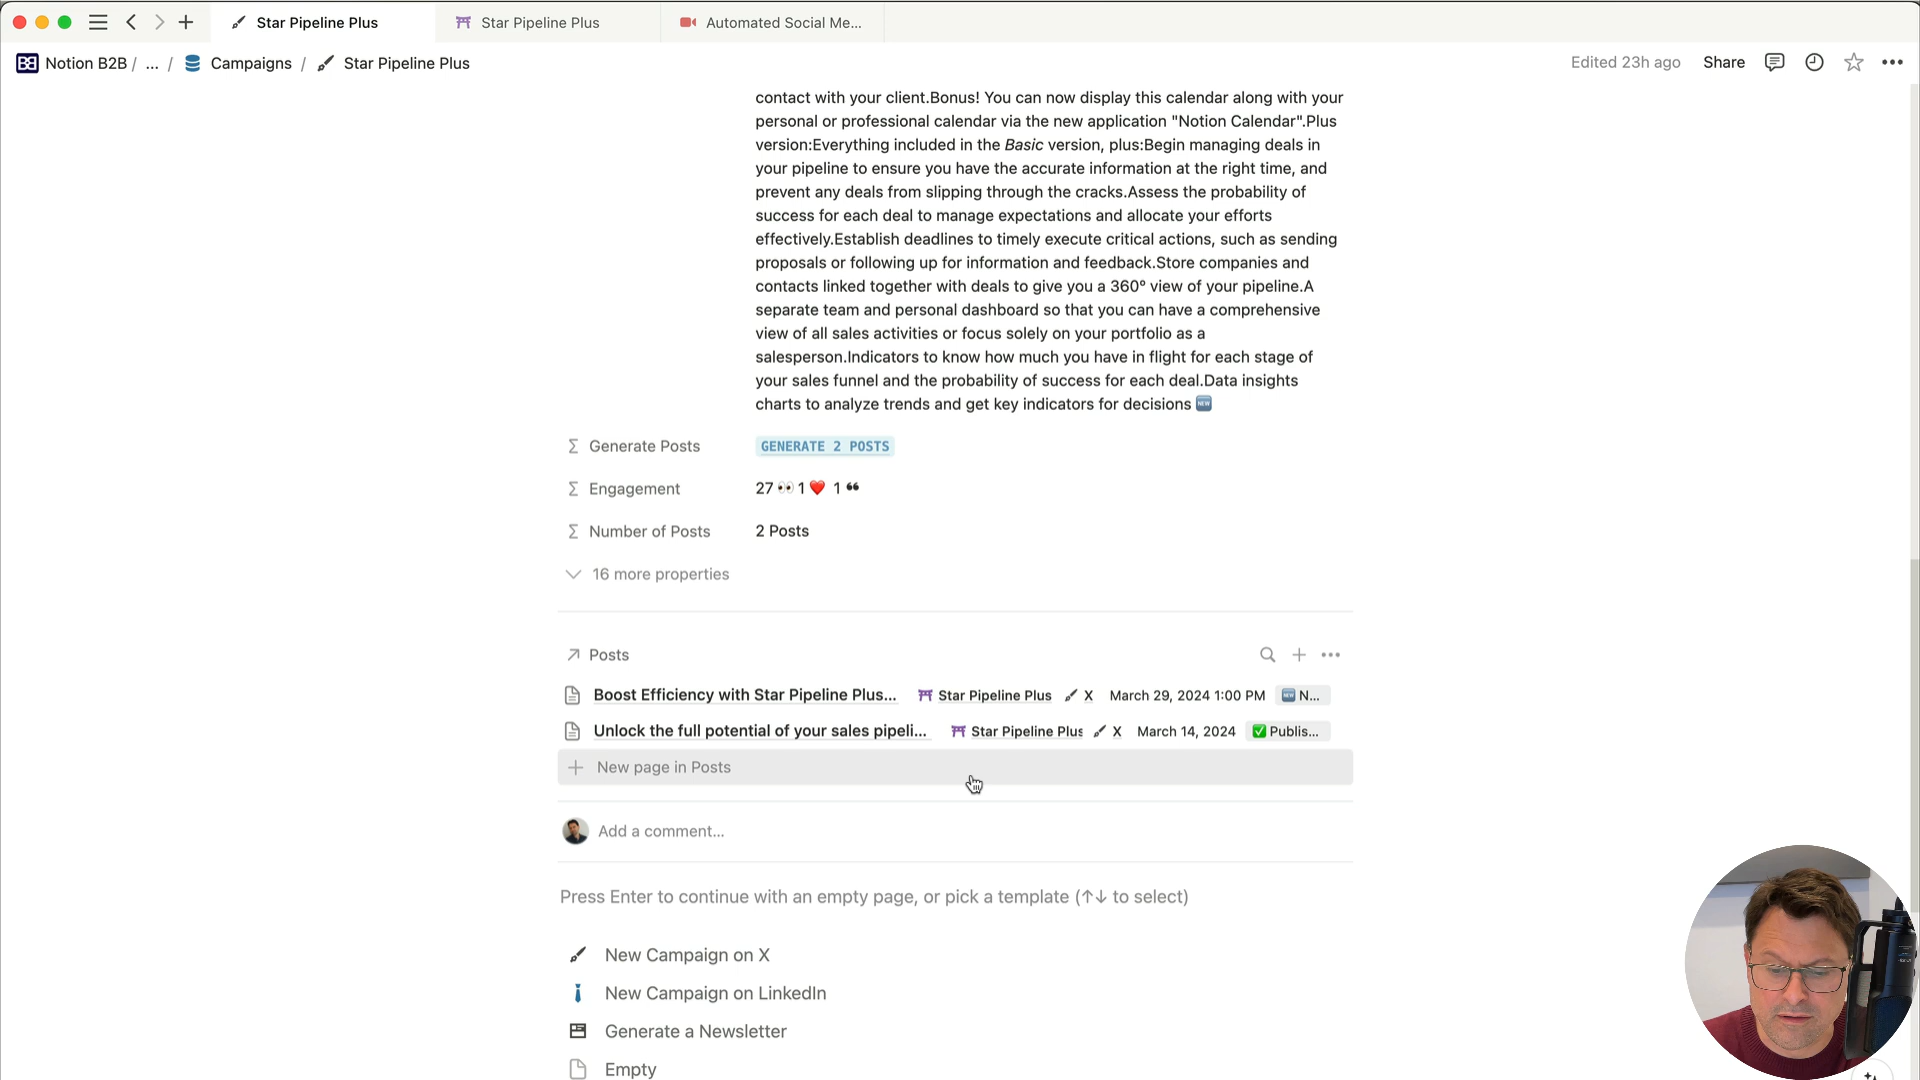 Star Pipeline Plus
Star Pipeline Plus
Automated Social Me...
Notion B2B / ... / Campaigns / Star Pipeline Plus
Edited 23h ago
Share
contact with your client.Bonus! You can now display this calendar along with your
personal or professional calendar via the new application "Notion Calendar".Plus
version:Everything included in the Basic version, plus:Begin managing deals in
your pipeline to ensure you have the accurate information at the right time, and
prevent any deals from slipping through the cracks.Assess the probability of
success for each deal to manage expectations and allocate your efforts
effectively.Establish deadlines to timely execute critical actions, such as sending
proposals or following up for information and feedback.Store companies and
contacts linked together with deals to give you a 360º view of your pipeline.A
separate team and personal dashboard so that you can have a comprehensive
view of all sales activities or focus solely on your portfolio as a
salesperson.Indicators to know how much you have in flight for each stage of
your sales funnel and the probability of success for each deal.Data insights
charts to analyze trends and get key indicators for decisions 🆕
Generate Posts GENERATE 2 POSTS
Engagement 27 👀 1 ❤️ 1 ❝
Number of Posts 2 Posts
16 more properties
Posts
Boost Efficiency with Star Pipeline Plus... Star Pipeline Plus X March 29, 2024 1:00 PM 🆕 N...
Unlock the full potential of your sales pipeli... Star Pipeline Plus X March 14, 2024 ✅ Publis...
New page in Posts
Add a comment...
Press Enter to continue with an empty page, or pick a template (↑↓ to select)
New Campaign on X
New Campaign on LinkedIn
Generate a Newsletter
Empty